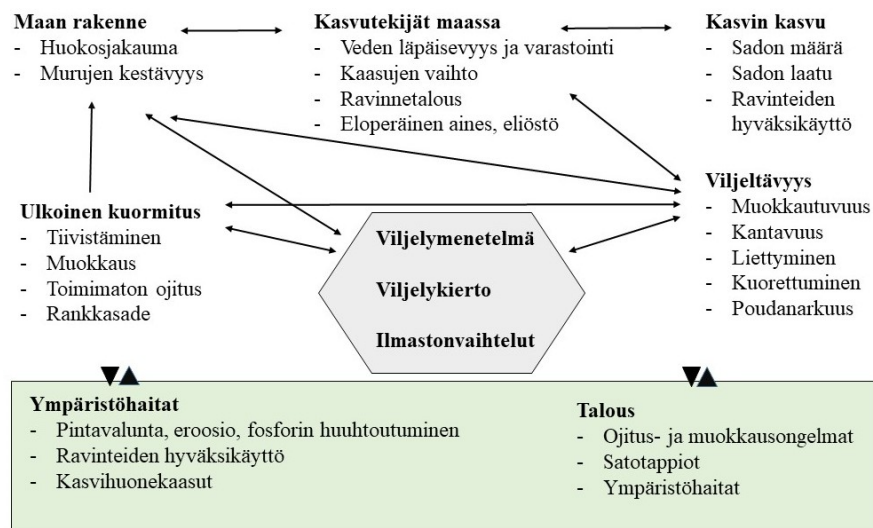 Maan rakenne
- Huokosjakauma
- Murujen kestävyys
Kasvutekijät maassa
- Veden läpäisevyys ja varastointi
- Kaasujen vaihto
- Ravinnetalous
- Eloperäinen aines, eliöstö
Kasvin kasvu
- Sadon määrä
- Sadon laatu
- Ravinteiden
hyväksikäyttö
Ulkoinen kuormitus
- Tiivistäminen
- Muokkaus
- Toimimaton ojitus
- Rankkasade
Viljelymenetelmä
Viljelykierto
Ilmastonvaihtelut
Viljeltävyys
- Muokkautuvuus
- Kantavuus
- Liettyminen
- Kuorettuminen
- Poudanarkuus
Ympäristöhaitat
- Pintavalunta, eroosio, fosforin huuhtoutuminen
- Ravinteiden hyväksikäyttö
- Kasvihuonekaasut
Talous
- Ojitus- ja muokkausongelmat
- Satotappiot
- Ympäristöhaitat